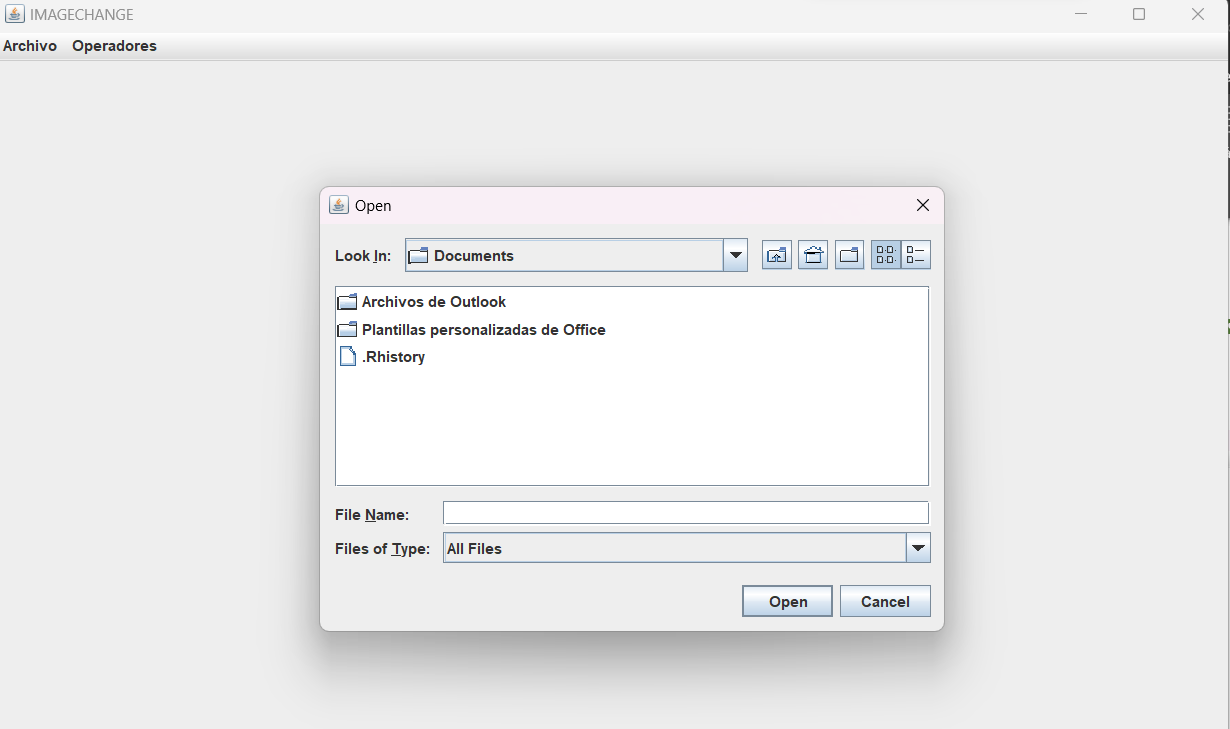 IMAGECHANGE
Archivo Operadores
Open
Look In: Documents
Archivos de Outlook
Plantillas personalizadas de Office
.Rhistory
File Name:
Files of Type: All Files
Open Cancel